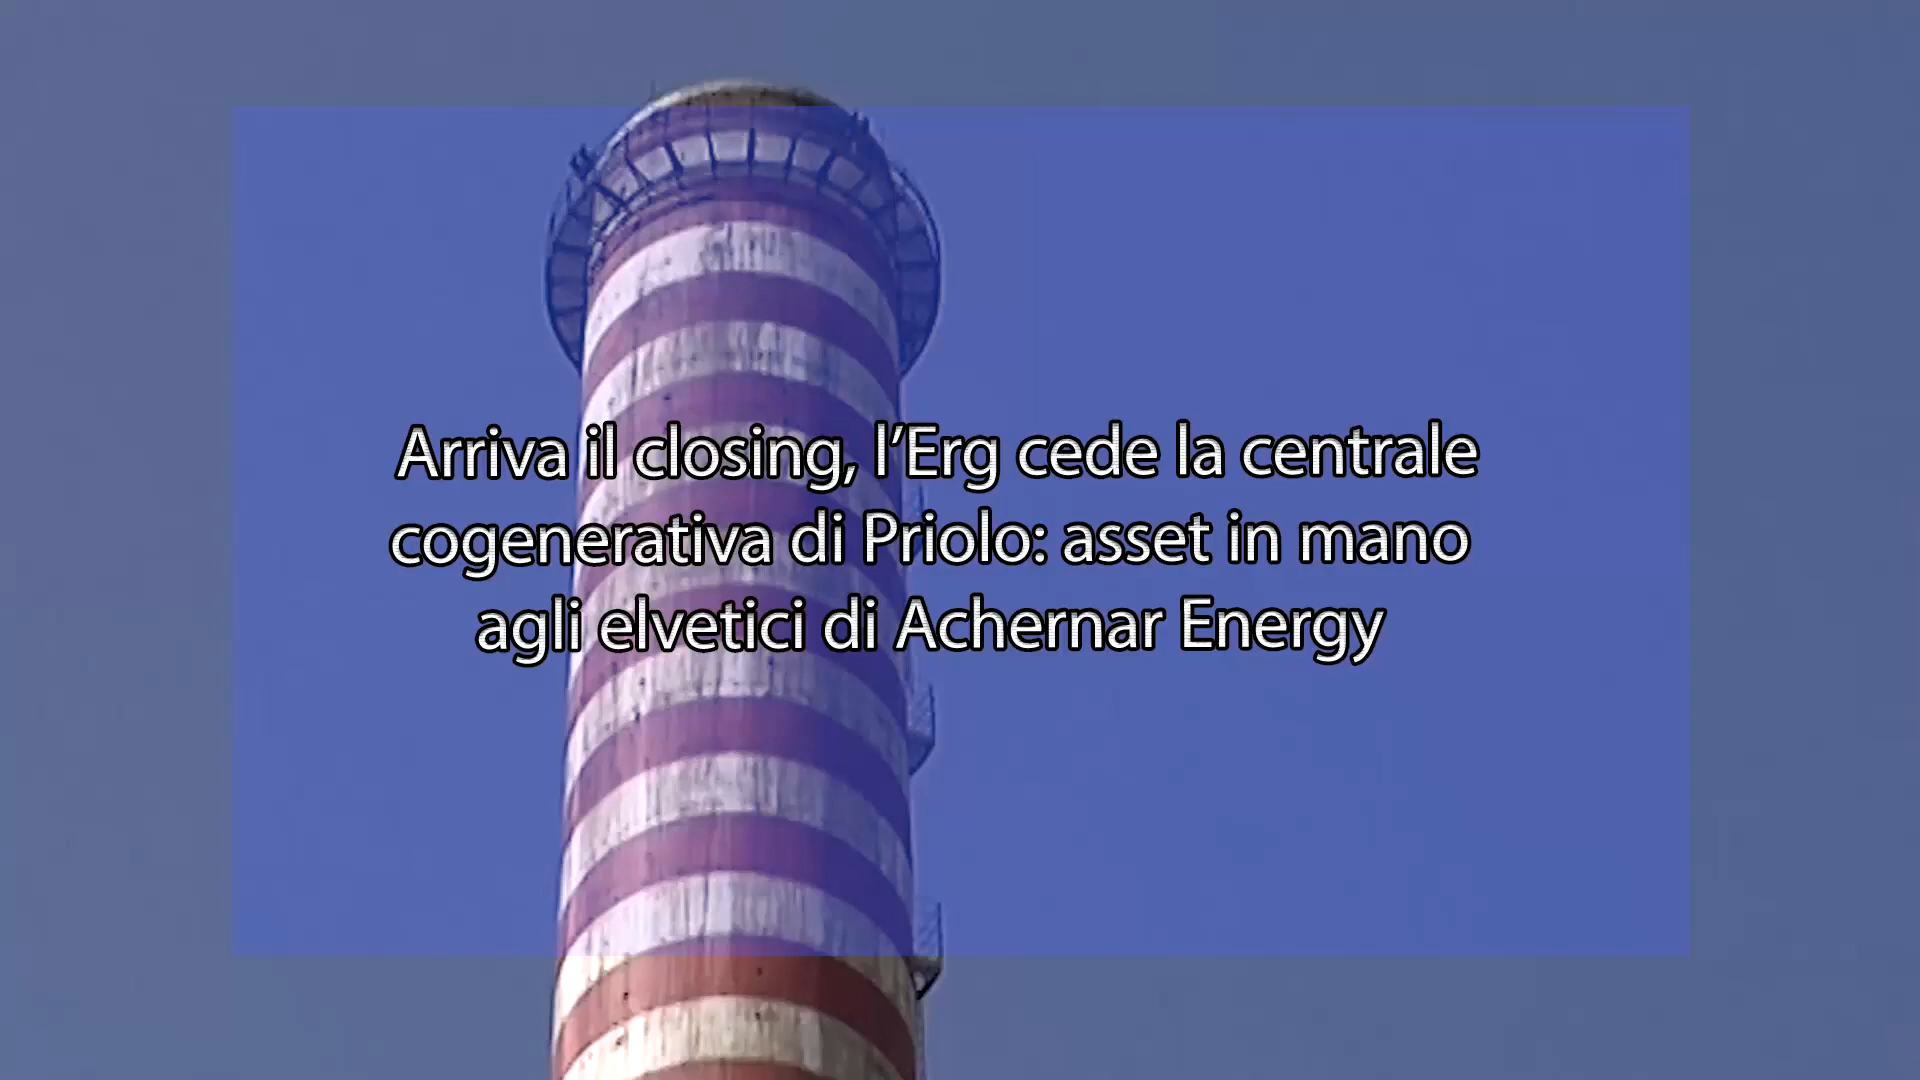 Arriva il closing, l’Erg cede la centrale
cogenerativa di Priolo: asset in mano
agli elvetici di Achernar Energy